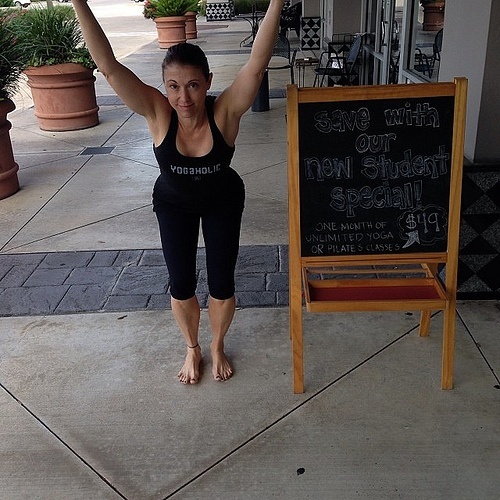 YOGAHOLIC
Save with
our
new student
special!
$49
ONE MONTH OF
UNLIMITED YOGA
OR PILATES CLASSES